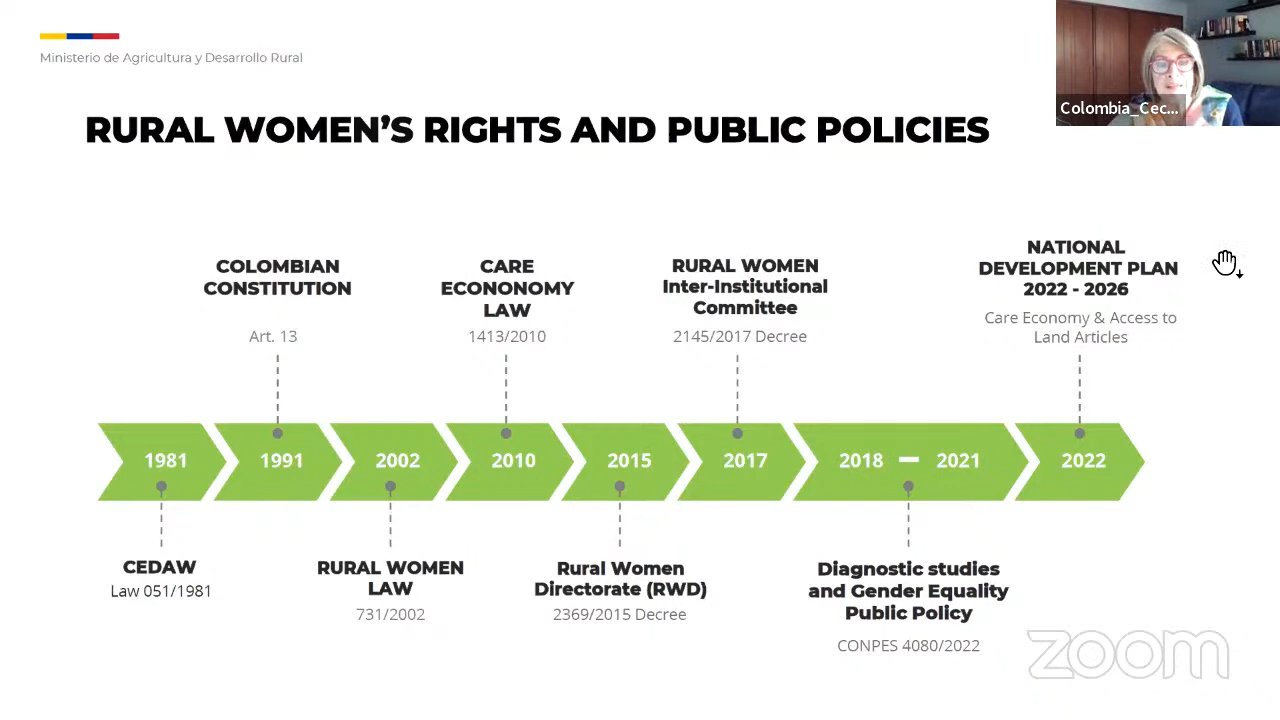 Ministerio de Agricultura y Desarrollo Rural
Colombia_Cec...
RURAL WOMEN’S RIGHTS AND PUBLIC POLICIES
COLOMBIAN
CONSTITUTION
Art. 13
CARE
ECONONOMY
LAW
1413/2010
RURAL WOMEN
Inter-Institutional
Committee
2145/2017 Decree
NATIONAL
DEVELOPMENT PLAN
2022 - 2026
Care Economy & Access to
Land Articles
1981
1991
2002
2010
2015
2017
2018 – 2021
2022
CEDAW
Law 051/1981
RURAL WOMEN
LAW
731/2002
Rural Women
Directorate (RWD)
2369/2015 Decree
Diagnostic studies
and Gender Equality
Public Policy
CONPES 4080/2022
zoom